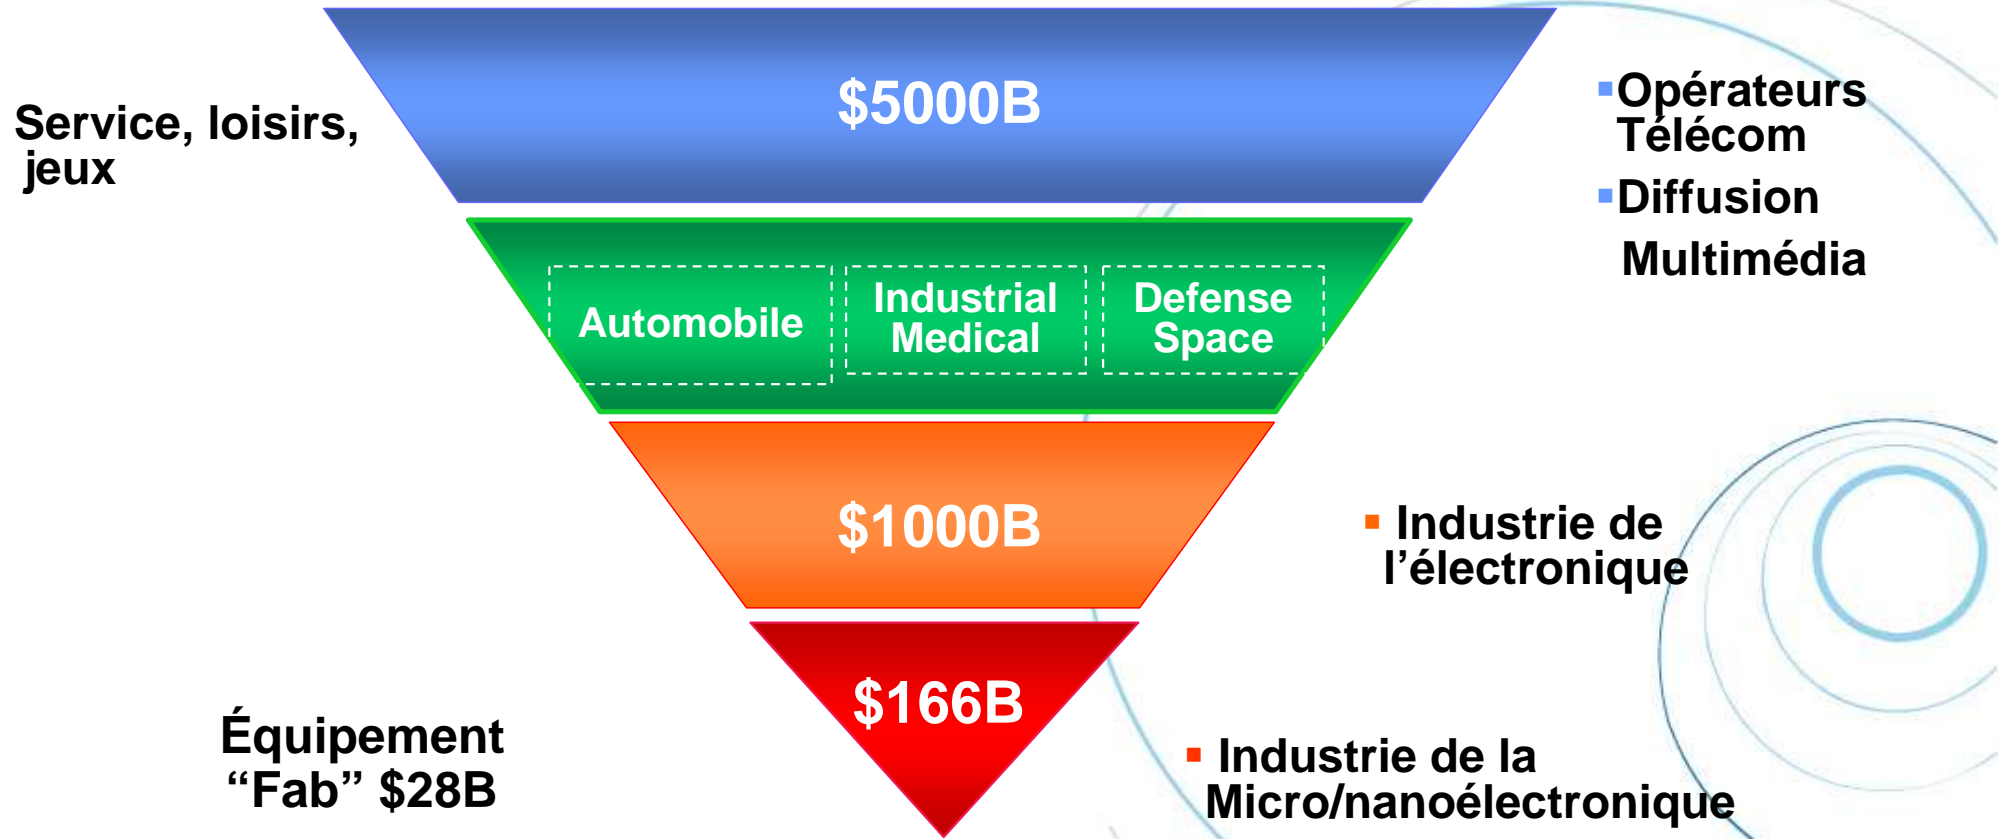 $5000B
Service, loisirs,
jeux
▪Opérateurs
Télécom
▪Diffusion
Multimédia
Automobile
Industrial
Medical
Defense
Space
$1000B
▪ Industrie de
l’électronique
$166B
Équipement
“Fab” $28B
▪ Industrie de la
Micro/nanoélectronique